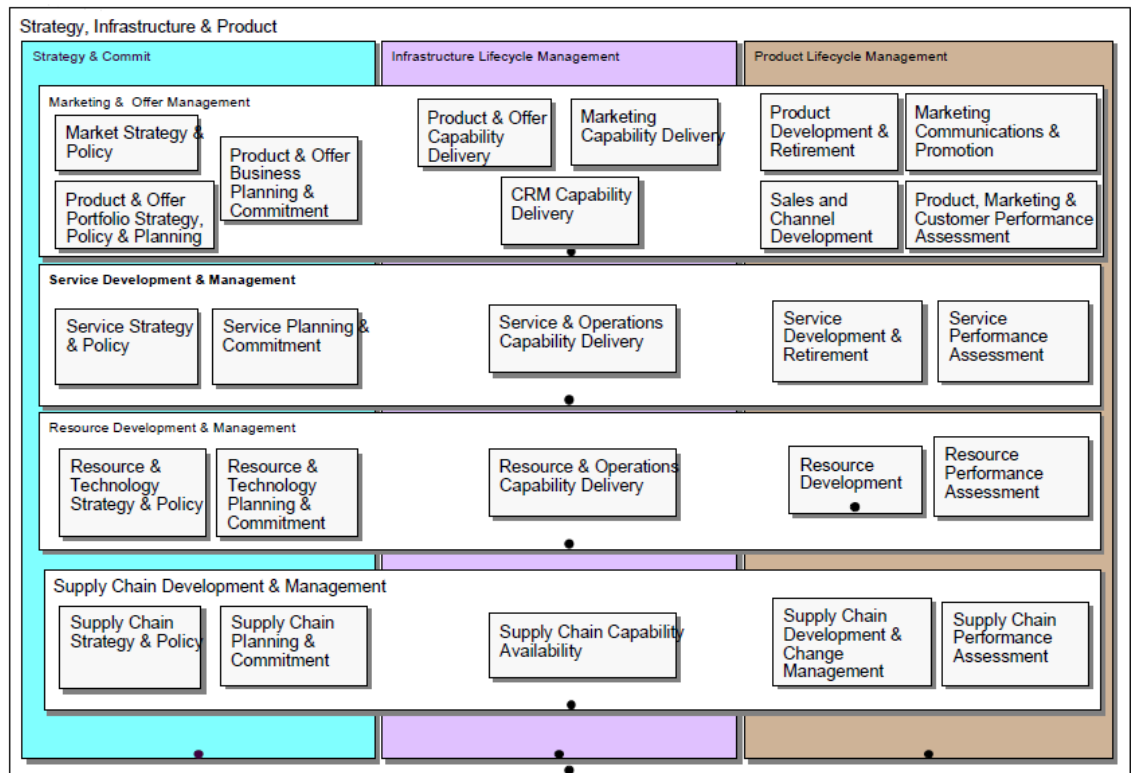 Strategy, Infrastructure & Product
Strategy & Commit
Infrastructure Lifecycle Management
Product Lifecycle Management
Marketing & Offer Management
Market Strategy &
Policy
Product & Offer
Business
Planning &
Commitment
Product & Offer
Portfolio Strategy,
Policy & Planning
Product & Offer
Capability
Delivery
Marketing
Capability Delivery
CRM Capability
Delivery
Product
Development &
Retirement
Marketing
Communications &
Promotion
Sales and
Channel
Development
Product, Marketing &
Customer Performance
Assessment
Service Development & Management
Service Strategy
& Policy
Service Planning &
Commitment
Service & Operations
Capability Delivery
Service
Development &
Retirement
Service
Performance
Assessment
Resource Development & Management
Resource &
Technology
Strategy & Policy
Resource &
Technology
Planning &
Commitment
Resource & Operations
Capability Delivery
Resource
Development
Resource
Performance
Assessment
Supply Chain Development & Management
Supply Chain
Strategy & Policy
Supply Chain
Planning &
Commitment
Supply Chain Capability
Availability
Supply Chain
Development &
Change
Management
Supply Chain
Performance
Assessment